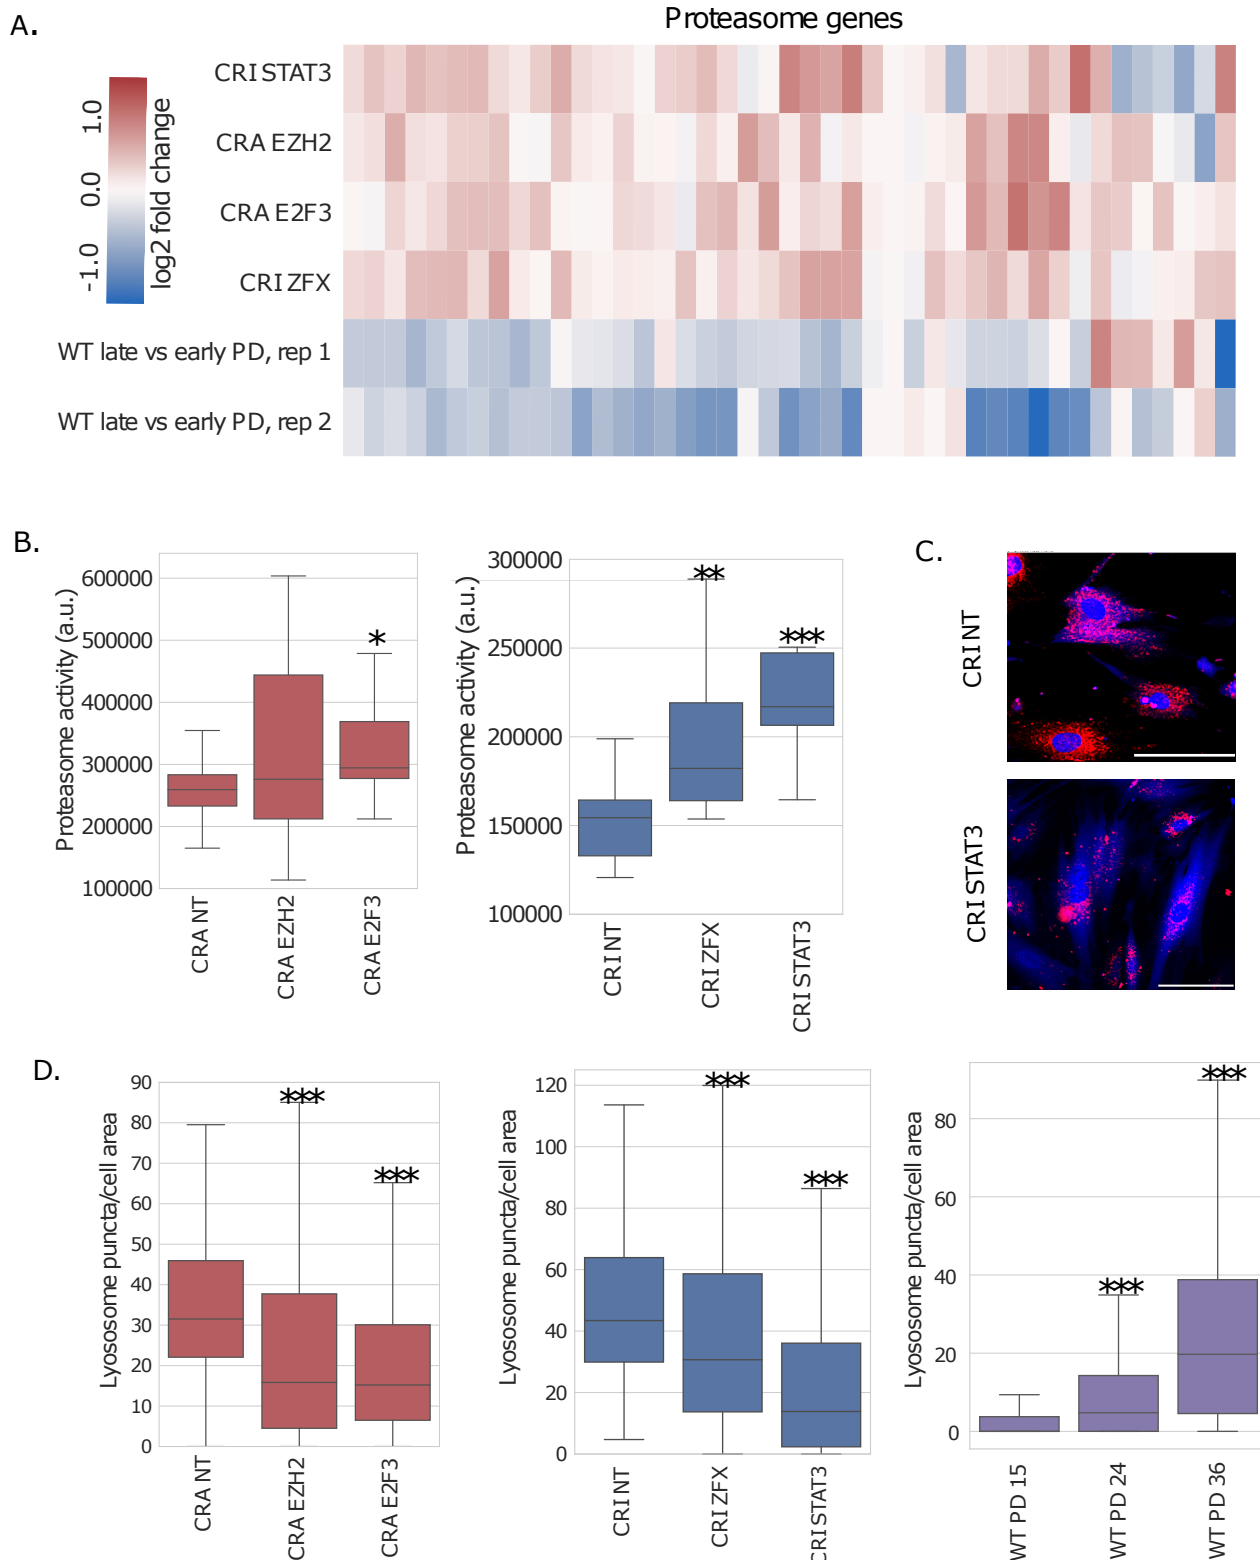 A.
Proteasome genes
1.0
0.0
-1.0
log2 fold change
CRI STAT3
CRA EZH2
CRA E2F3
CRI ZFX
WT late vs early PD, rep 1
WT late vs early PD, rep 2
B.
Proteasome activity (a.u.)
600000
500000
400000
300000
200000
100000
*
CRA NT
CRA EZH2
CRA E2F3
Proteasome activity (a.u.)
300000
250000
200000
150000
100000
**
***
CRI NT
CRI ZFX
CRI STAT3
C.
CRI NT
CRI STAT3
D.
Lyososome puncta/cell area
90
80
70
60
50
40
30
20
10
0
***
***
CRA NT
CRA EZH2
CRA E2F3
Lyososome puncta/cell area
120
100
80
60
40
20
0
***
***
CRI NT
CRI ZFX
CRI STAT3
Lyososome puncta/cell area
80
60
40
20
0
***
***
WT PD 15
WT PD 24
WT PD 36